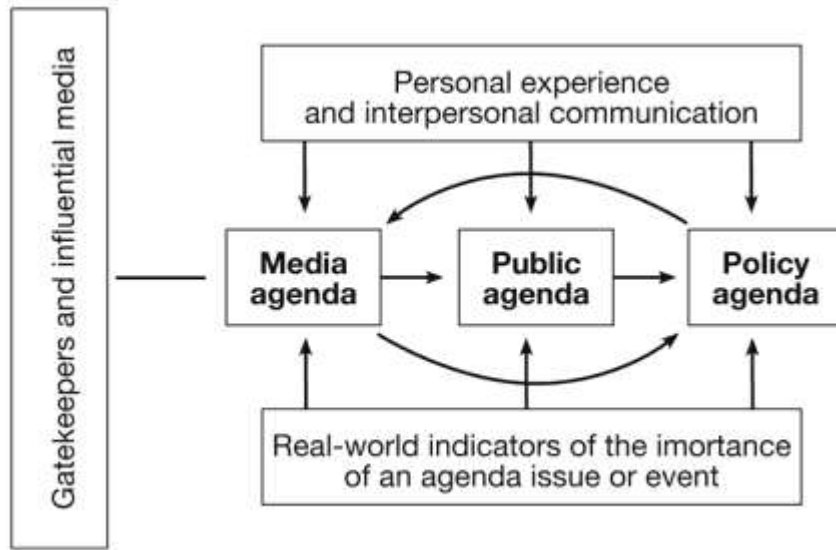 Gatekeepers and influential media
Personal experience
and interpersonal communication
Media
agenda
Public
agenda
Policy
agenda
Real-world indicators of the imortance
of an agenda issue or event